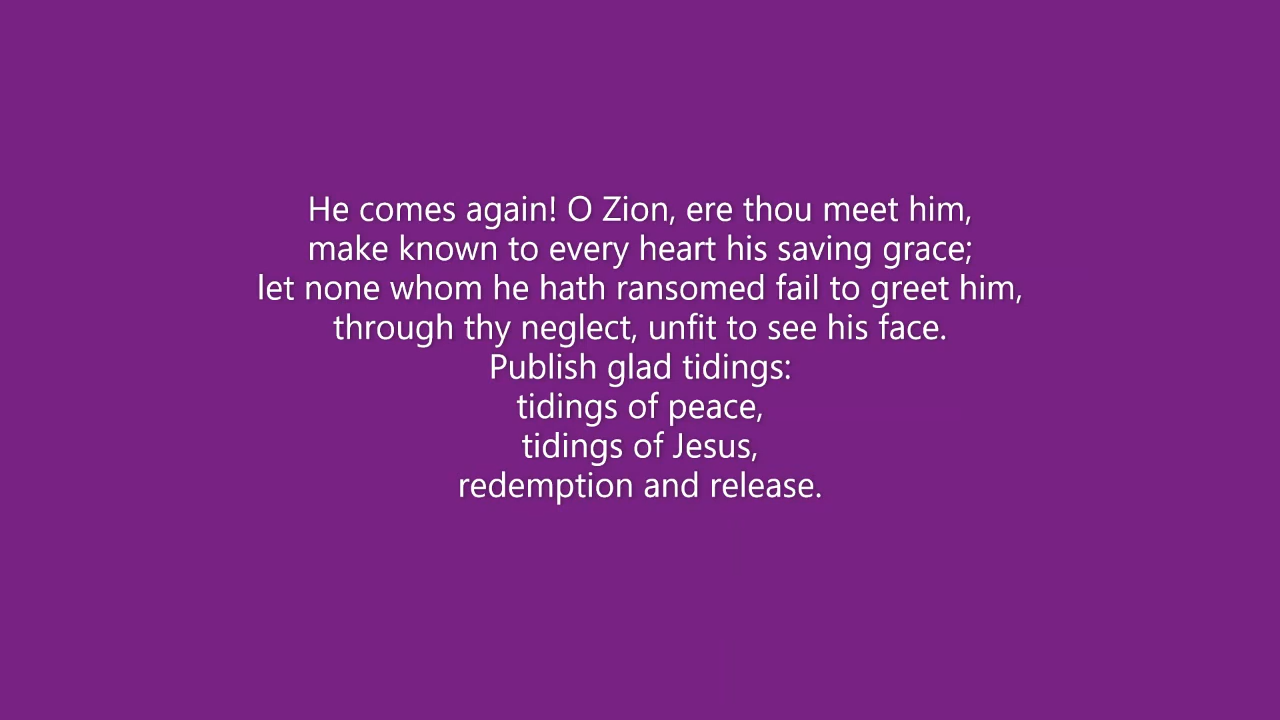 He comes again! O Zion, ere thou meet him,
make known to every heart his saving grace;
let none whom he hath ransomed fail to greet him,
through thy neglect, unfit to see his face.
Publish glad tidings:
tidings of peace,
tidings of Jesus,
redemption and release.